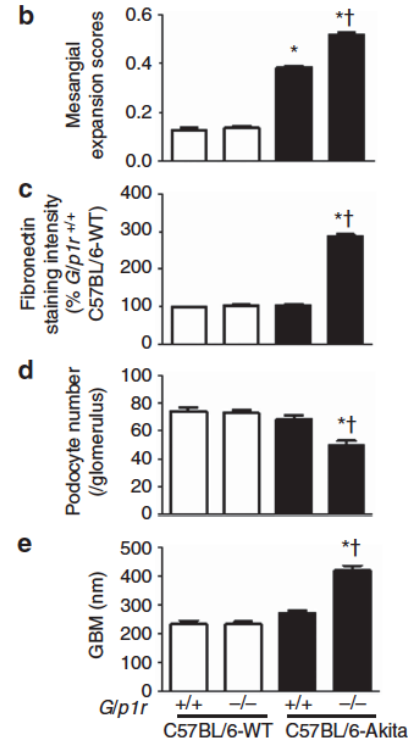 b
Mesangial
expansion scores
0.6
0.4
0.2
0.0
*
*†
c
Fibronectin
staining intensity
(% G/p1r +/+
C57BL/6-WT)
400
300
200
100
0
*†
d
Podocyte number
(/glomerulus)
100
80
60
40
20
0
*†
e
GBM (nm)
500
400
300
200
100
0
*†
G/p1r +/+ –/– +/+ –/–
C57BL/6-WT C57BL/6-Akita